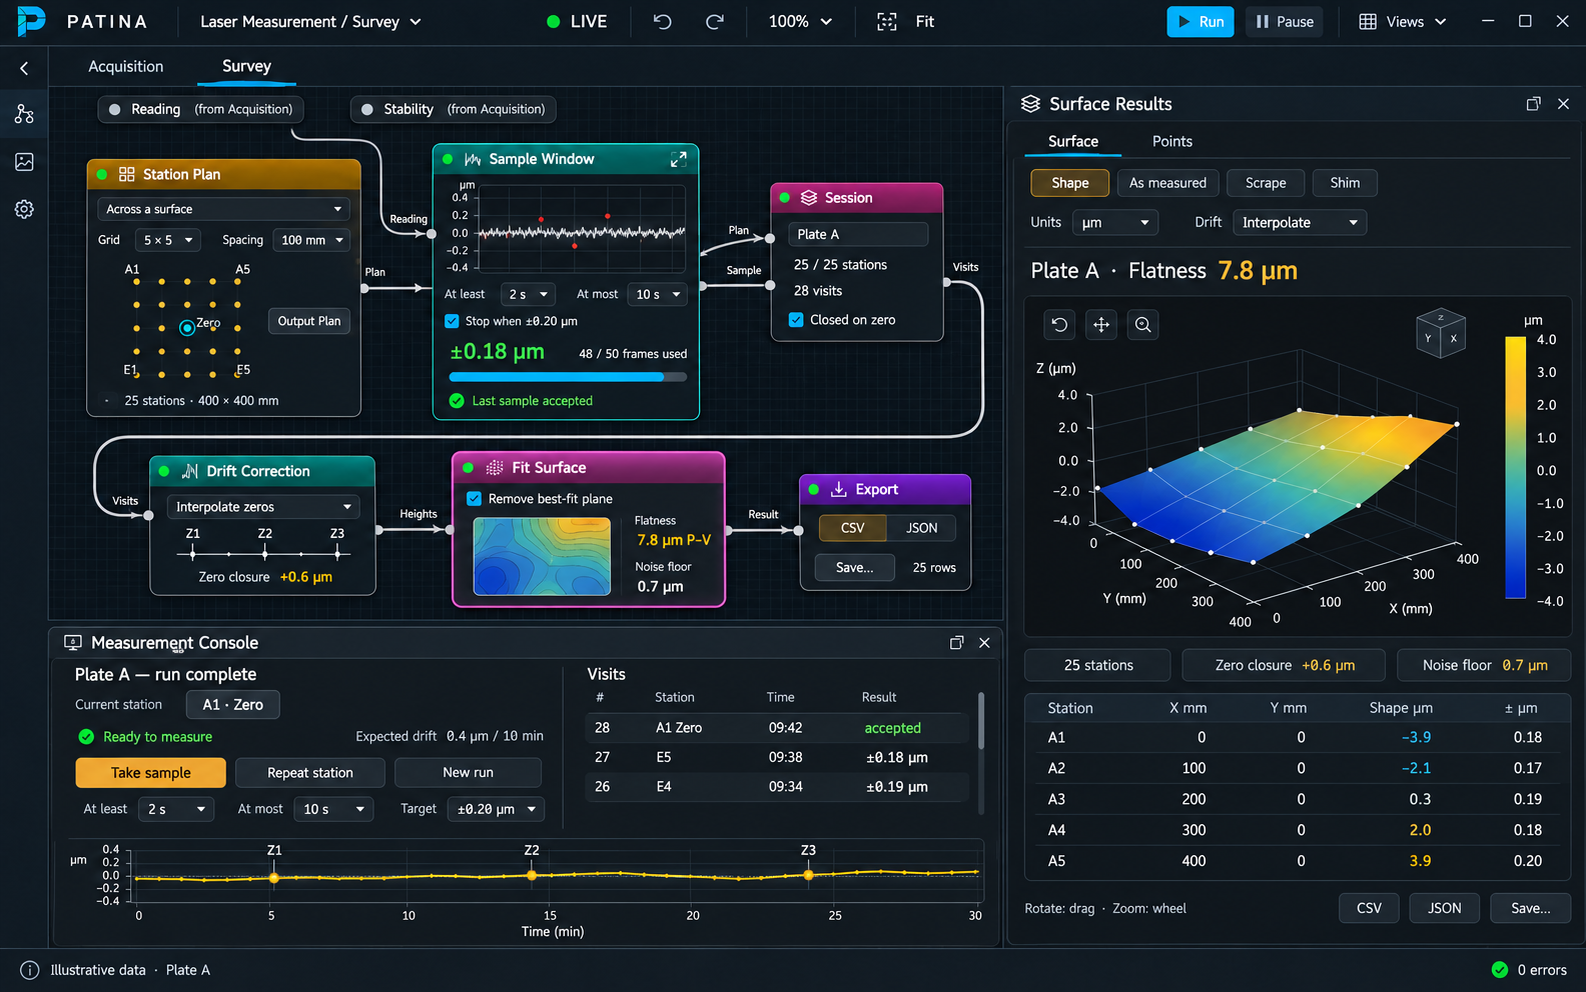 PATINA
Laser Measurement / Survey
LIVE
100%
Fit
Run
Pause
Views
Acquisition
Survey
Reading (from Acquisition)
Stability (from Acquisition)
Station Plan
Across a surface
Grid 5 × 5 Spacing 100 mm
A1 A5
Zero
E1 E5
Output Plan
25 stations · 400 × 400 mm
Plan
Reading
Sample Window
μm
0.4
0.2
0.0
−0.2
−0.4
At least 2 s At most 10 s
Stop when ±0.20 μm
±0.18 μm 48 / 50 frames used
Last sample accepted
Plan
Sample
Session
Plate A
25 / 25 stations
28 visits
Closed on zero
Visits
Visits
Drift Correction
Interpolate zeros
Z1 Z2 Z3
Zero closure +0.6 μm
Heights
Fit Surface
Remove best-fit plane
Flatness
7.8 μm P-V
Noise floor
0.7 μm
Result
Export
CSV JSON
Save... 25 rows
Measurement Console
Plate A — run complete
Current station A1 · Zero
Ready to measure Expected drift 0.4 μm / 10 min
Take sample Repeat station New run
At least 2 s At most 10 s Target ±0.20 μm
Visits
# Station Time Result
28 A1 Zero 09:42 accepted
27 E5 09:38 ±0.18 μm
26 E4 09:34 ±0.19 μm
μm
0.4
0.2
0.0
−0.2
−0.4
Z1 Z2 Z3
0 5 10 15 20 25 30
Time (min)
Surface Results
Surface Points
Shape As measured Scrape Shim
Units μm Drift Interpolate
Plate A · Flatness 7.8 μm
Z (μm)
4.0
2.0
0.0
−2.0
−4.0
0
100
200
300
400
Y (mm)
0
100
200
300
400
X (mm)
Z
Y X
μm
4.0
3.0
2.0
1.0
0.0
−1.0
−2.0
−3.0
−4.0
25 stations Zero closure +0.6 μm Noise floor 0.7 μm
Station X mm Y mm Shape μm ± μm
A1 0 0 −3.9 0.18
A2 100 0 −2.1 0.17
A3 200 0 0.3 0.19
A4 300 0 2.0 0.18
A5 400 0 3.9 0.20
Rotate: drag · Zoom: wheel
CSV JSON Save...
Illustrative data · Plate A
0 errors